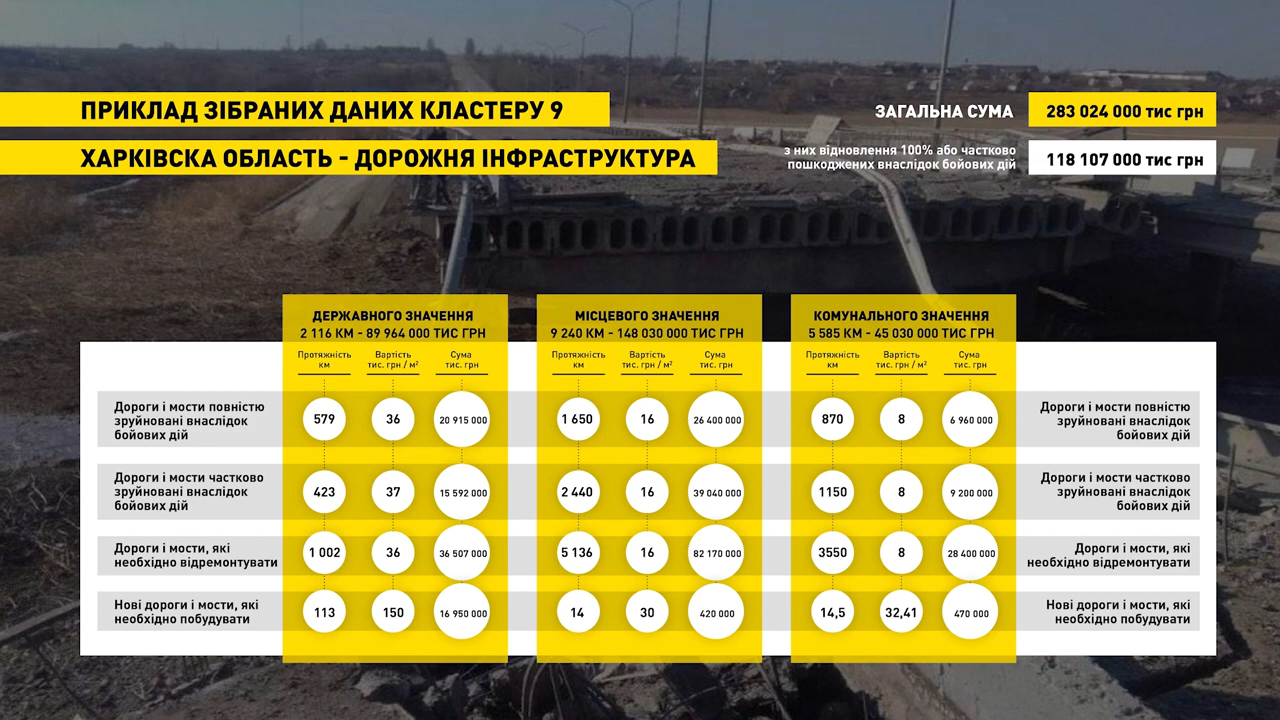 ПРИКЛАД ЗІБРАНИХ ДАНИХ КЛАСТЕРУ 9
ХАРКІВСКА ОБЛАСТЬ - ДОРОЖНЯ ІНФРАСТРУКТУРА
ЗАГАЛЬНА СУМА
283 024 000 тис грн
з них відновлення 100% або частково
пошкоджених внаслідок бойових дій
118 107 000 тис грн
ДЕРЖАВНОГО ЗНАЧЕННЯ
2 116 КМ - 89 964 000 ТИС ГРН
МІСЦЕВОГО ЗНАЧЕННЯ
9 240 КМ - 148 030 000 ТИС ГРН
КОМУНАЛЬНОГО ЗНАЧЕННЯ
5 585 КМ - 45 030 000 ТИС ГРН
Протяжність
км
Вартість
тис. грн / м²
Сума
тис. грн
Протяжність
км
Вартість
тис. грн / м²
Сума
тис. грн
Протяжність
км
Вартість
тис. грн / м²
Сума
тис. грн
Дороги і мости повністю
зруйновані внаслідок
бойових дій
579
36
20 915 000
1 650
16
26 400 000
870
8
6 960 000
Дороги і мости повністю
зруйновані внаслідок
бойових дій
Дороги і мости частково
зруйновані внаслідок
бойових дій
423
37
15 592 000
2 440
16
39 040 000
1150
8
9 200 000
Дороги і мости частково
зруйновані внаслідок
бойових дій
Дороги і мости, які
необхідно відремонтувати
1 002
36
36 507 000
5 136
16
82 170 000
3550
8
28 400 000
Дороги і мости, які
необхідно відремонтувати
Нові дороги і мости, які
необхідно побудувати
113
150
16 950 000
14
30
420 000
14,5
32,41
470 000
Нові дороги і мости, які
необхідно побудувати